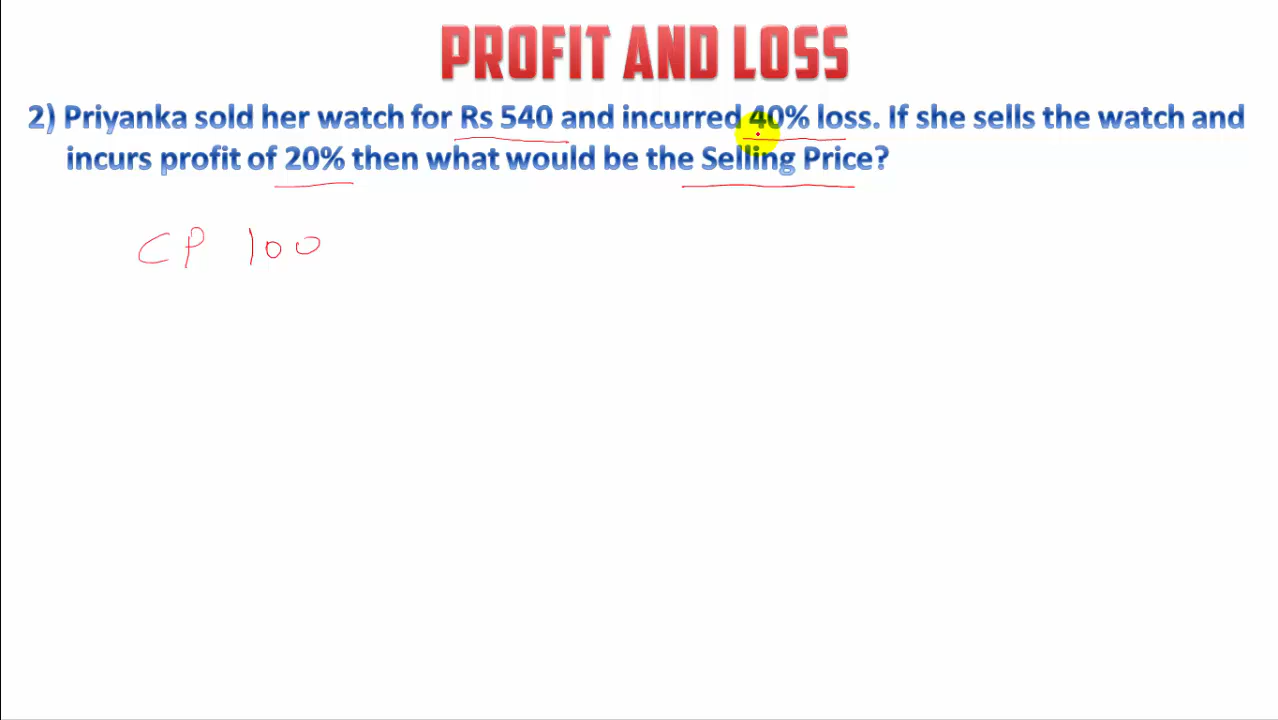 PROFIT AND LOSS
2) Priyanka sold her watch for Rs 540 and incurred 40% loss. If she sells the watch and
incurs profit of 20% then what would be the Selling Price?
CP 100